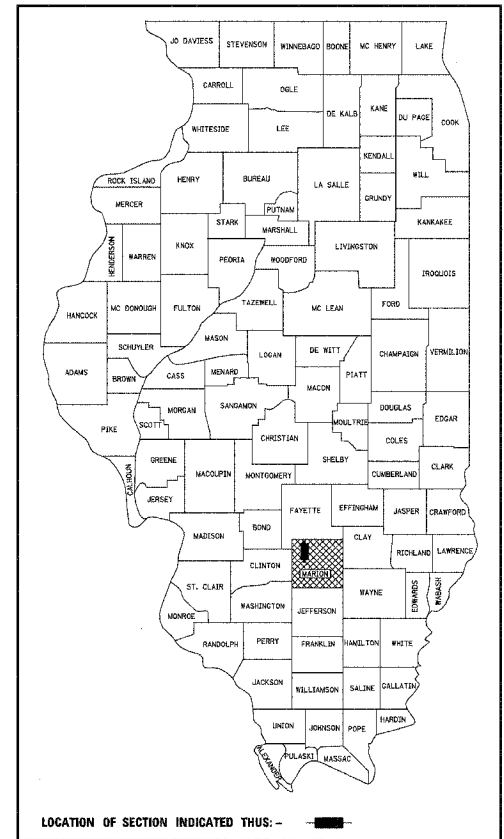 JO DAVIESS STEVENSON WINNEBAGO BOONE MC HENRY LAKE
CARROLL OGLE DE KALB KANE DU PAGE COOK
WHITESIDE LEE KENDALL WILL
ROCK ISLAND HENRY BUREAU LA SALLE GRUNDY
MERCER PUTNAM KANKAKEE
HENDERSON WARREN KNOX STARK MARSHALL LIVINGSTON
PEORIA WOODFORD IROQUOIS
HANCOCK MC DONOUGH FULTON TAZEWELL MC LEAN FORD
SCHUYLER MASON LOGAN DE WITT CHAMPAIGN VERMILION
ADAMS BROWN CASS MENARD MACON PIATT
MORGAN SANGAMON DOUGLAS
PIKE SCOTT CHRISTIAN MOULTRIE COLES EDGAR
GREENE MACOUPIN MONTGOMERY SHELBY CUMBERLAND CLARK
CALHOUN JERSEY
FAYETTE EFFINGHAM JASPER CRAWFORD
MADISON BOND CLAY
CLINTON MARION RICHLAND LAWRENCE
ST. CLAIR WAYNE EDWARDS WABASH
MONROE WASHINGTON JEFFERSON
RANDOLPH PERRY FRANKLIN HAMILTON WHITE
JACKSON WILLIAMSON SALINE GALLATIN
UNION JOHNSON POPE HARDIN
ALEXANDER PULASKI MASSAC
LOCATION OF SECTION INDICATED THUS: -